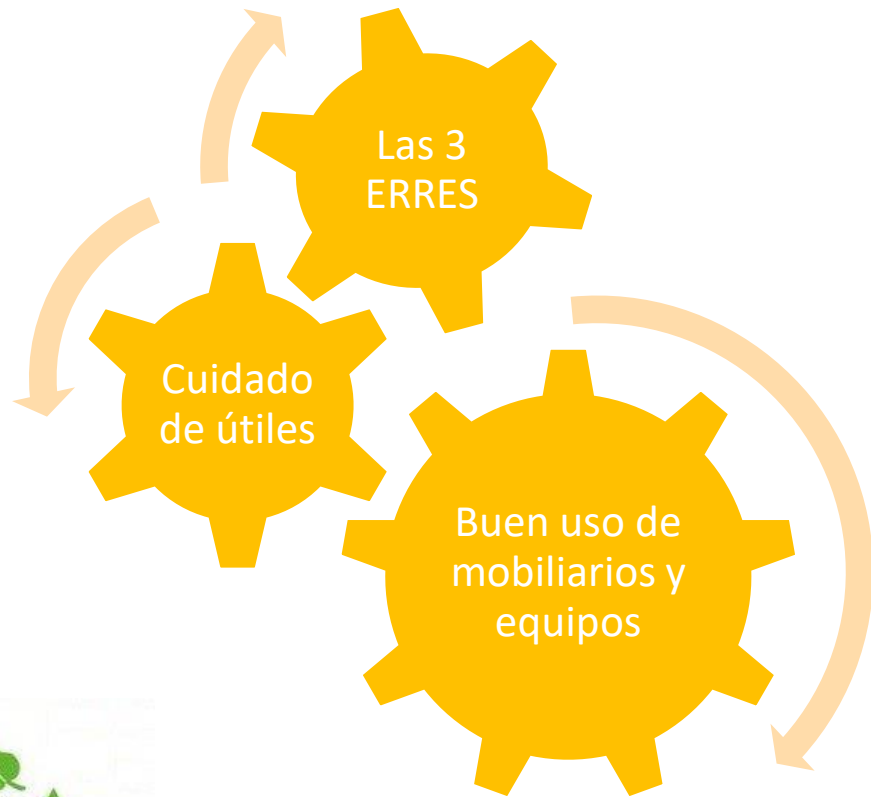 Las 3
ERRES
Cuidado
de útiles
Buen uso de
mobiliarios y
equipos